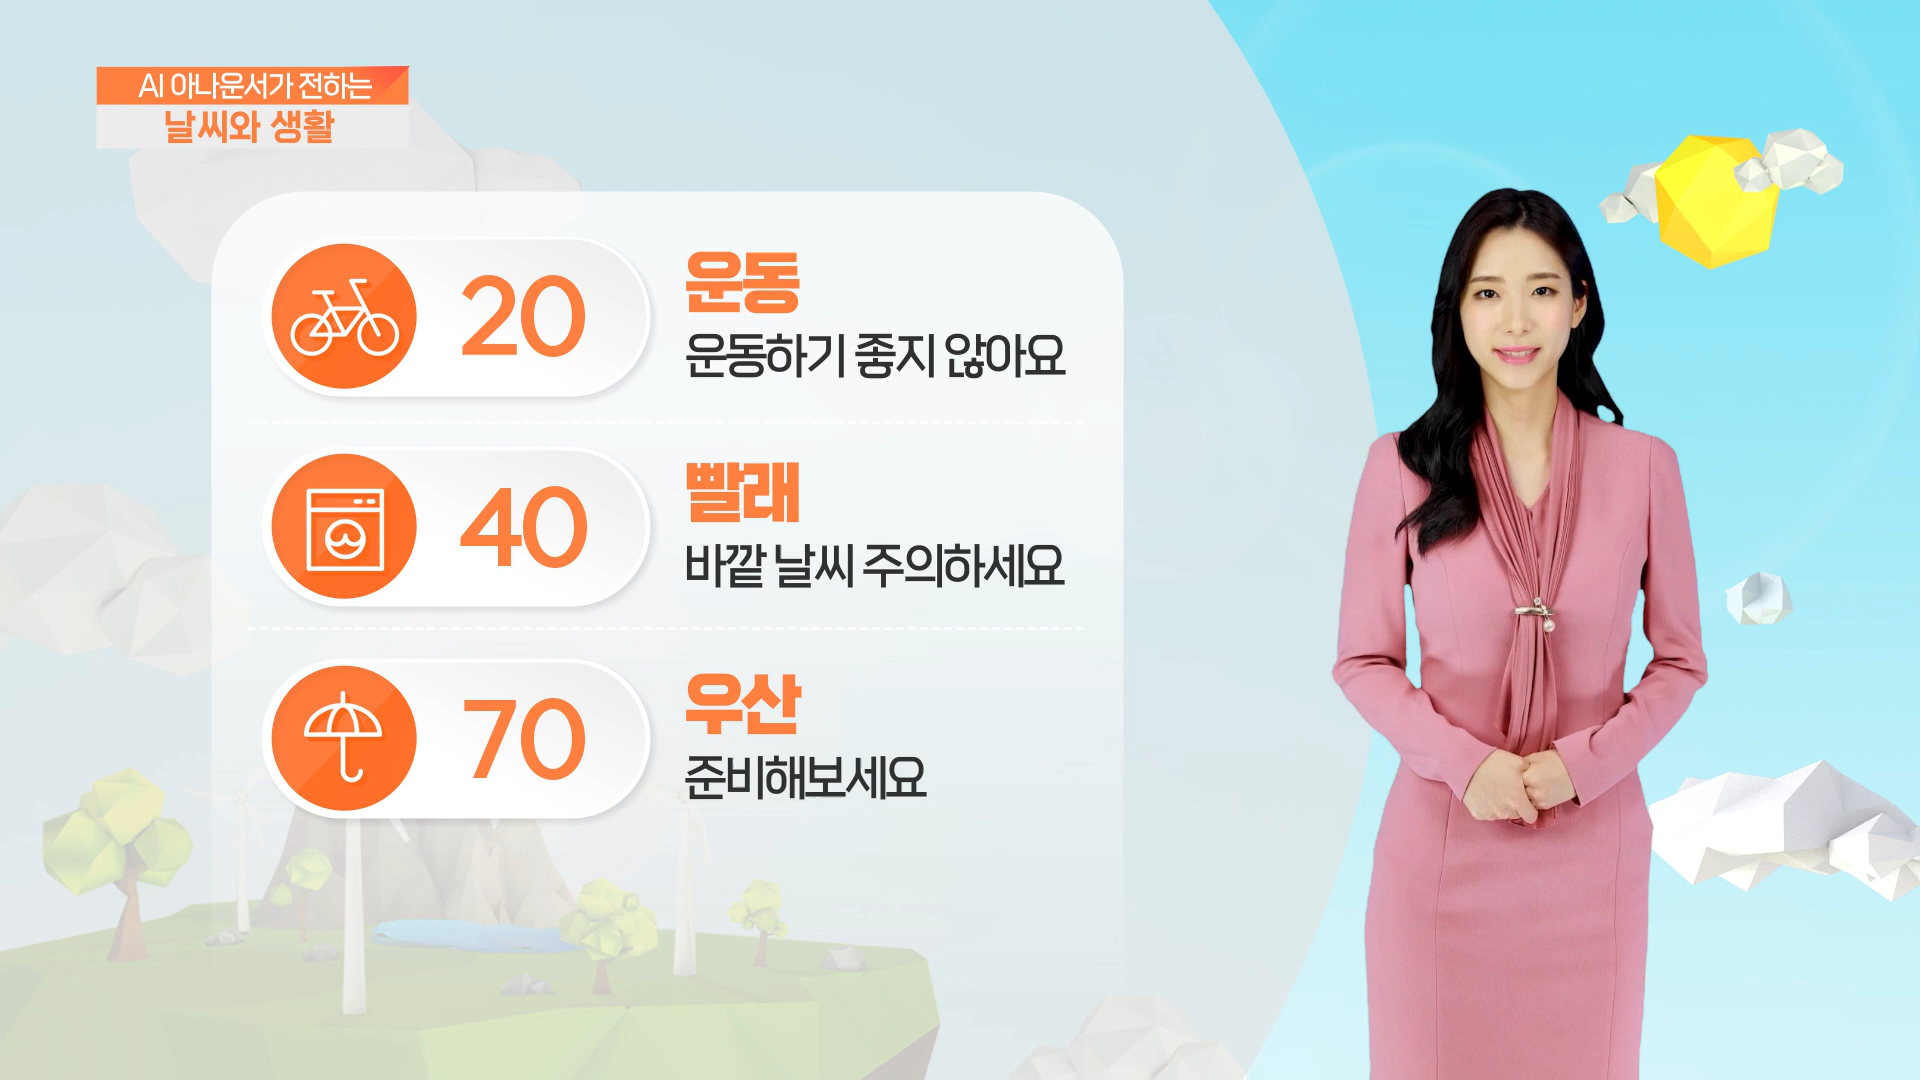 AI 아나운서가 전하는
날씨와 생활
20
운동
운동하기 좋지 않아요
40
빨래
바깥 날씨 주의하세요
70
우산
준비해보세요